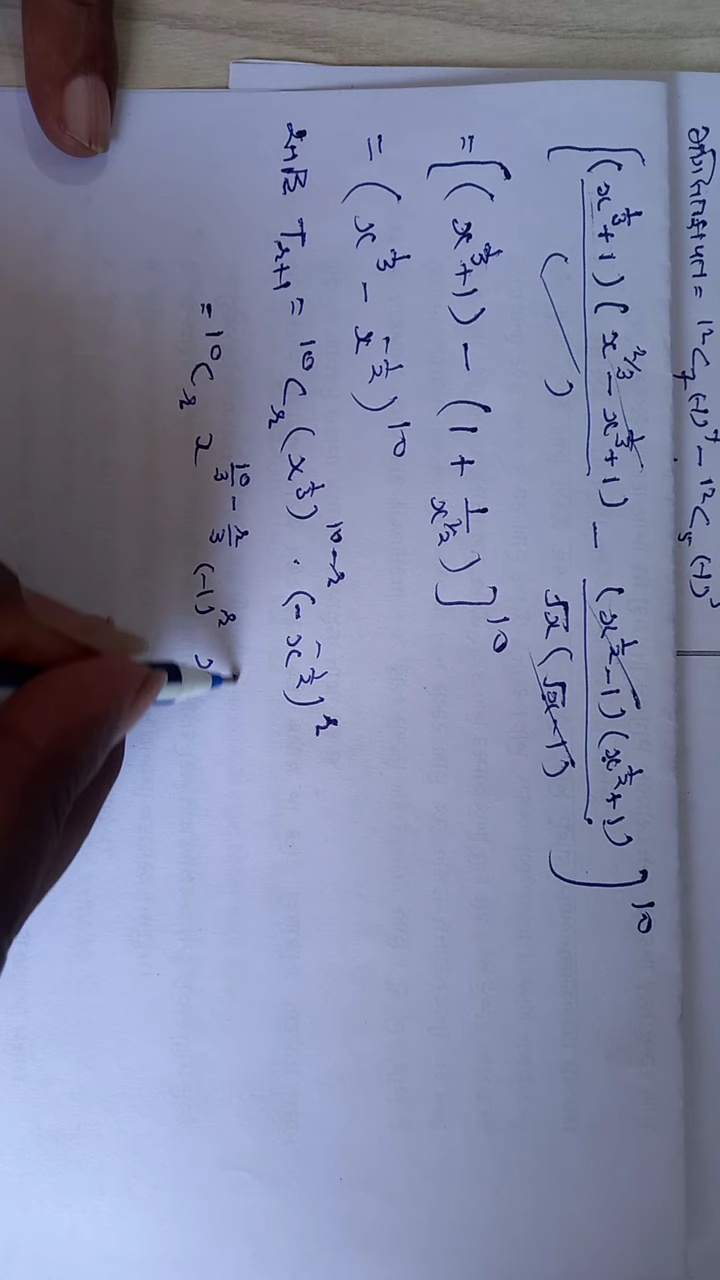 = ¹²C₇ (-1)⁷ - ¹²C₅ (-1)⁵
[(x^{1/3}+1)(x^{2/3}-x^{1/3}+1)/( ) - (x^{1/2}-1)(x^{1/2}+1)/√x(√x-1)]^{10}
= [(x^{1/3}+1) - (1+1/x^{1/2})]^{10}
= (x^{1/3} - x^{-1/2})^{10}
T_{r+1} = ¹⁰C_r (x^{1/3})^{10-r} · (-x^{-1/2})^r
= ¹⁰C_r x^{10/3 - r/3} (-1)^r